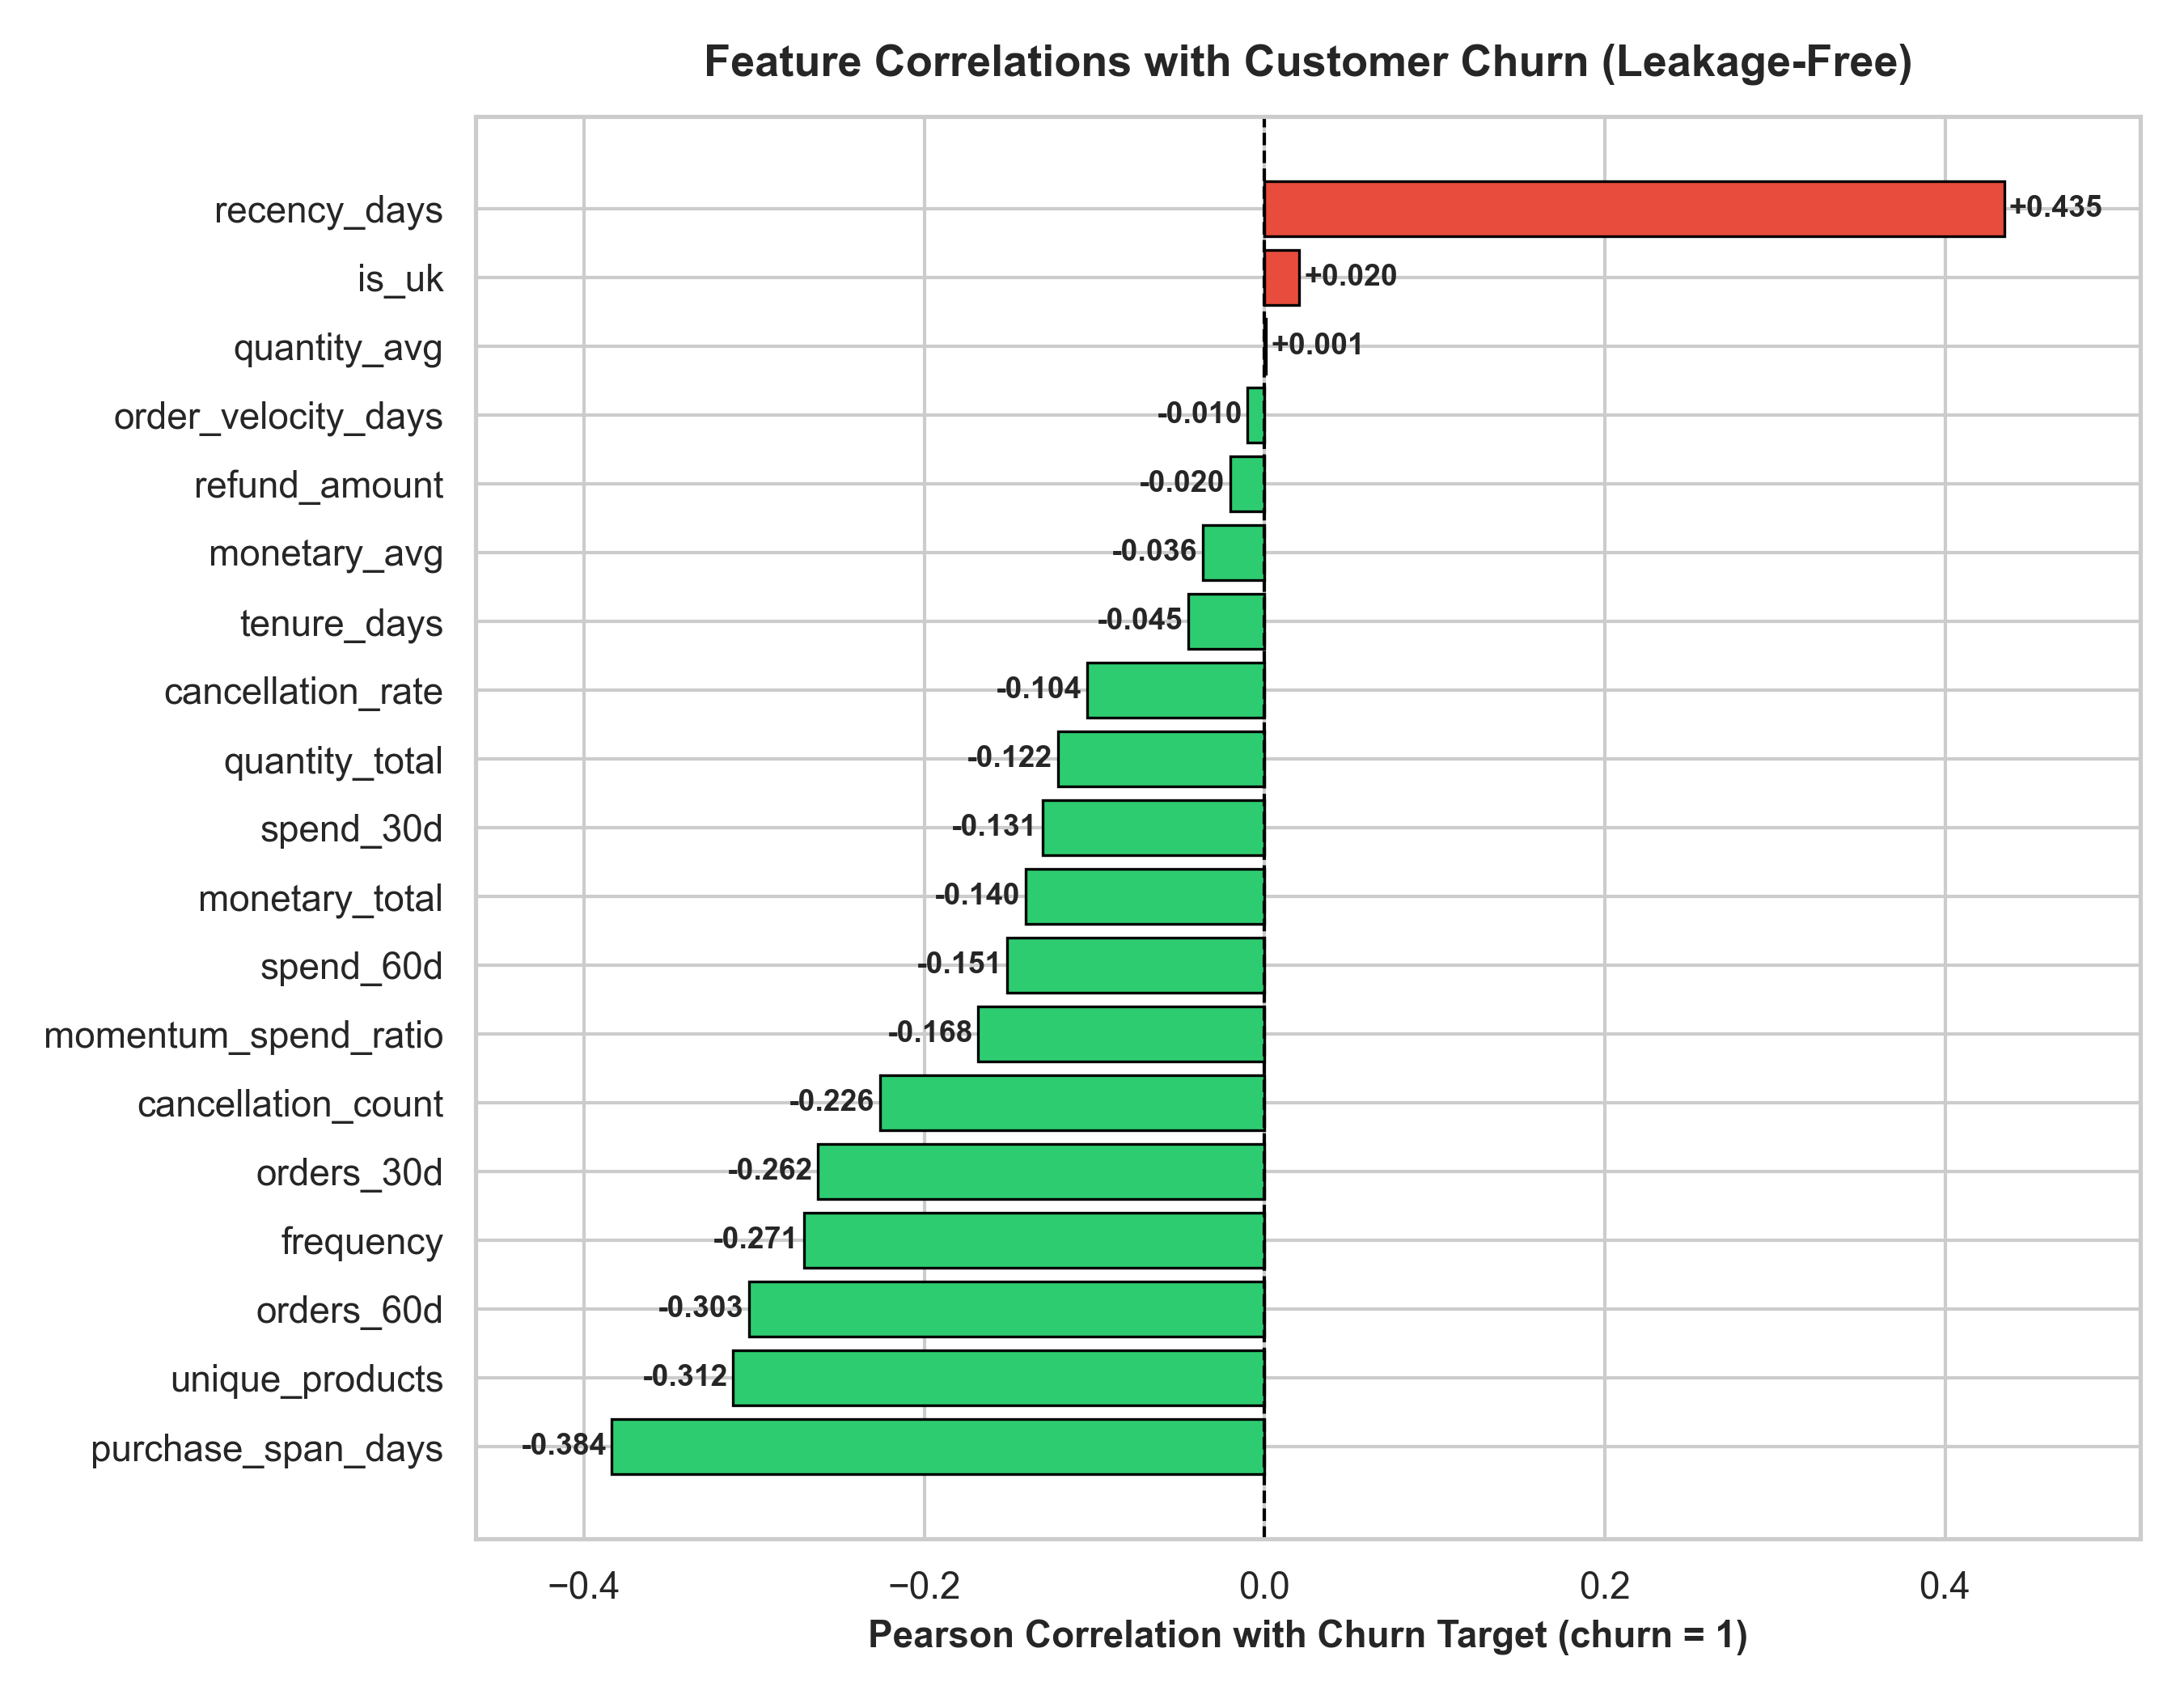 Feature Correlations with Customer Churn (Leakage-Free)
recency_days +0.435
is_uk +0.020
quantity_avg +0.001
order_velocity_days -0.010
refund_amount -0.020
monetary_avg -0.036
tenure_days -0.045
cancellation_rate -0.104
quantity_total -0.122
spend_30d -0.131
monetary_total -0.140
spend_60d -0.151
momentum_spend_ratio -0.168
cancellation_count -0.226
orders_30d -0.262
frequency -0.271
orders_60d -0.303
unique_products -0.312
purchase_span_days -0.384
−0.4 −0.2 0.0 0.2 0.4
Pearson Correlation with Churn Target (churn = 1)